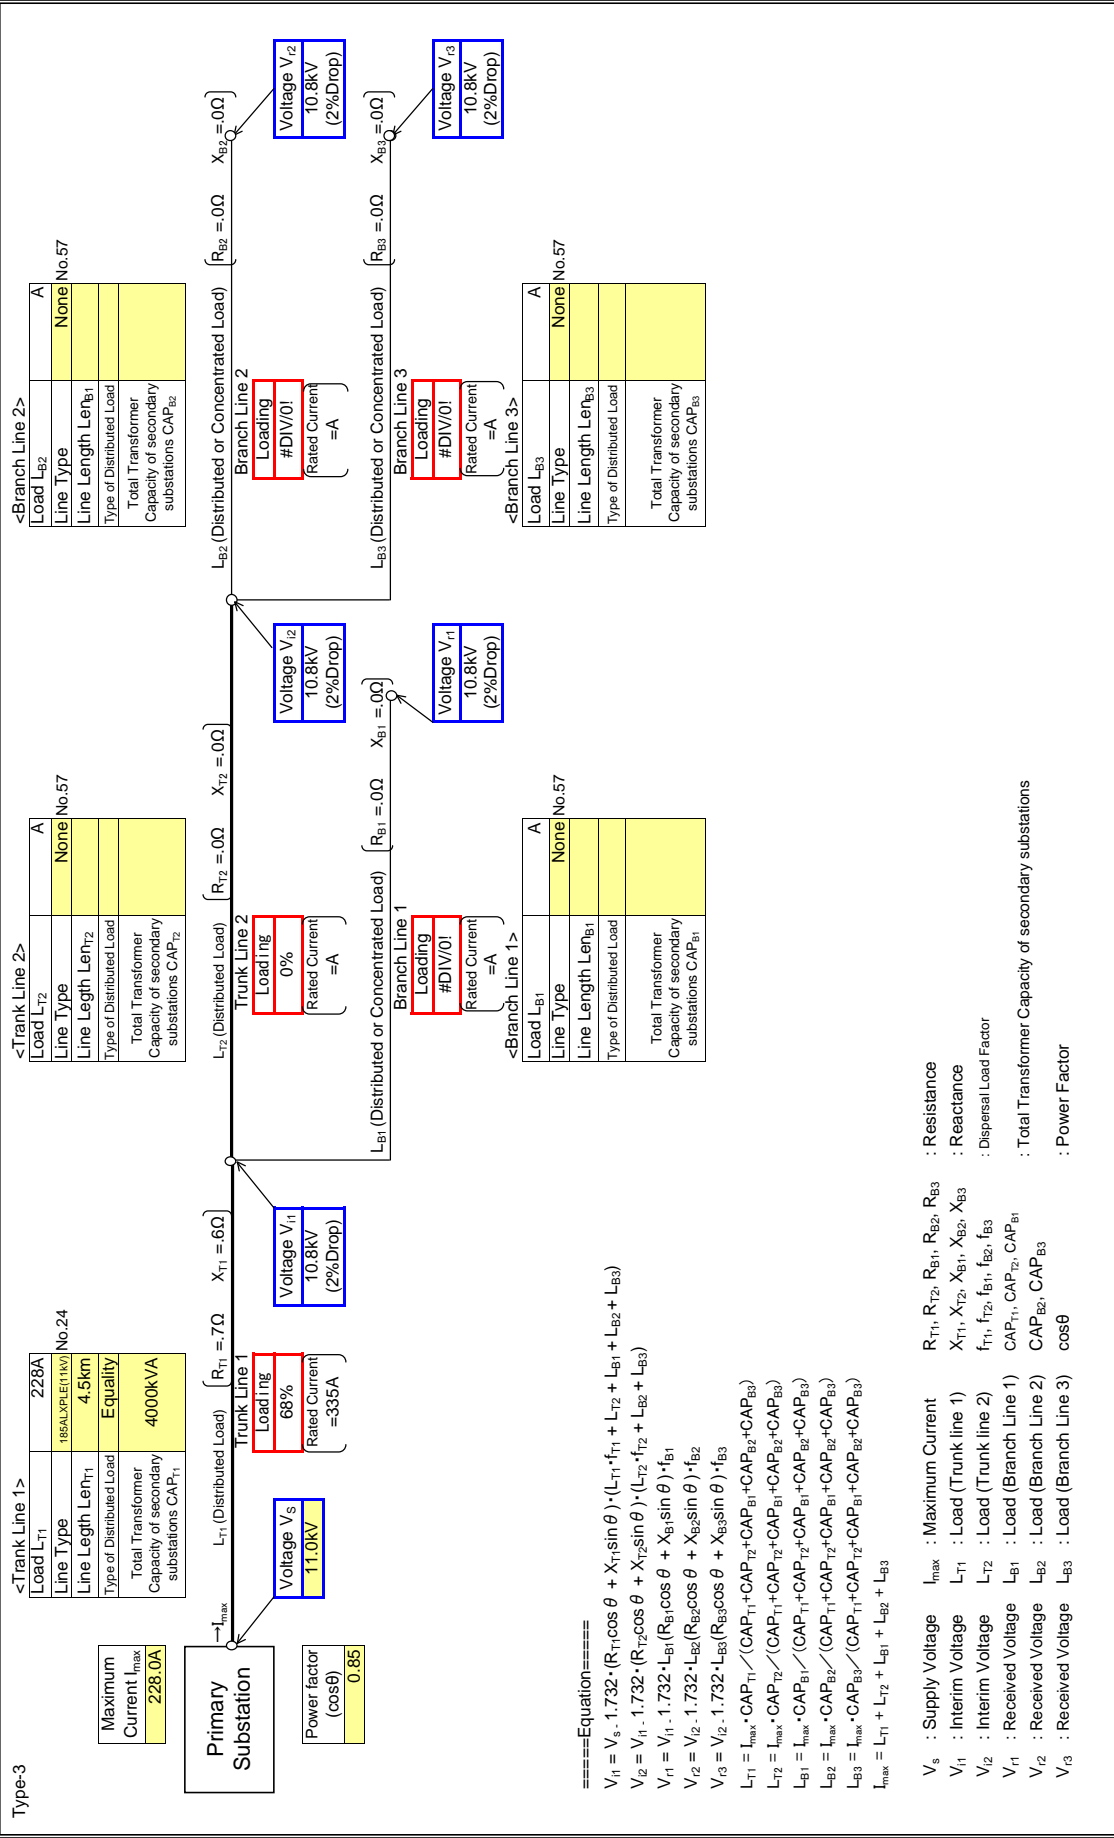 Type-3
Maximum
Current Imax
228.0A
Primary
Substation
→Imax
Power factor
(cosθ)
0.85
Voltage VS
11.0kV
<Trank Line 1>
Load LT1 228A
Line Type 185ALXPLE(11kV) No.24
Line Legth LenT1 4.5km
Type of Distributed Load Equality
Total Transformer
Capacity of secondary
substations CAPT1
4000kVA
LT1 (Distributed Load) RT1 =.7Ω XT1 =.6Ω
Trunk Line 1
Loading
68%
Rated Current
=335A
Voltage Vi1
10.8kV
(2%Drop)
<Trank Line 2>
Load LT2 A
Line Type None No.57
Line Legth LenT2
Type of Distributed Load
Total Transformer
Capacity of secondary
substations CAPT2
LT2 (Distributed Load) RT2 =.0Ω XT2 =.0Ω
Trunk Line 2
Loading
0%
Rated Current
=A
Voltage Vi2
10.8kV
(2%Drop)
LB1 (Distributed or Concentrated Load) RB1 =.0Ω XB1 =.0Ω
Branch Line 1
Loading
#DIV/0!
Rated Current
=A
Voltage Vr1
10.8kV
(2%Drop)
<Branch Line 1>
Load LB1 A
Line Type None No.57
Line Length LenB1
Type of Distributed Load
Total Transformer
Capacity of secondary
substations CAPB1
<Branch Line 2>
Load LB2 A
Line Type None No.57
Line Length LenB1
Type of Distributed Load
Total Transformer
Capacity of secondary
substations CAPB2
LB2 (Distributed or Concentrated Load) RB2 =.0Ω XB2 =.0Ω
Branch Line 2
Loading
#DIV/0!
Rated Current
=A
Voltage Vr2
10.8kV
(2%Drop)
LB3 (Distributed or Concentrated Load) RB3 =.0Ω XB3 =.0Ω
Branch Line 3
Loading
#DIV/0!
Rated Current
=A
Voltage Vr3
10.8kV
(2%Drop)
<Branch Line 3>
Load LB3 A
Line Type None No.57
Line Length LenB3
Type of Distributed Load
Total Transformer
Capacity of secondary
substations CAPB3
=====Equation=====
Vi1 = Vs - 1.732・(RT1cos θ + XT1sin θ)・(LT1・fT1 + LT2 + LB1 + LB2 + LB3)
Vi2 = Vi1 - 1.732・(RT2cos θ + XT2sin θ)・(LT2・fT2 + LB2 + LB3)
Vr1 = Vi1 - 1.732・LB1(RB1cos θ + XB1sin θ)・fB1
Vr2 = Vi2 - 1.732・LB2(RB2cos θ + XB2sin θ)・fB2
Vr3 = Vi2 - 1.732・LB3(RB3cos θ + XB3sin θ)・fB3
LT1 = Imax・CAPT1／(CAPT1+CAPT2+CAPB1+CAPB2+CAPB3)
LT2 = Imax・CAPT2／(CAPT1+CAPT2+CAPB1+CAPB2+CAPB3)
LB1 = Imax・CAPB1／(CAPT1+CAPT2+CAPB1+CAPB2+CAPB3)
LB2 = Imax・CAPB2／(CAPT1+CAPT2+CAPB1+CAPB2+CAPB3)
LB3 = Imax・CAPB3／(CAPT1+CAPT2+CAPB1+CAPB2+CAPB3)
Imax = LT1 + LT2 + LB1 + LB2 + LB3
Vs : Supply Voltage Imax : Maximum Current RT1, RT2, RB1, RB2, RB3 : Resistance
Vi1 : Interim Voltage LT1 : Load (Trunk line 1) XT1, XT2, XB1, XB2, XB3 : Reactance
Vi2 : Interim Voltage LT2 : Load (Trunk line 2) fT1, fT2, fB1, fB2, fB3 : Dispersal Load Factor
Vr1 : Received Voltage LB1 : Load (Branch Line 1) CAPT1, CAPT2, CAPB1 : Total Transformer Capacity of secondary substations
Vr2 : Received Voltage LB2 : Load (Branch Line 2) CAPB2, CAPB3
Vr3 : Received Voltage LB3 : Load (Branch Line 3) cosθ : Power Factor